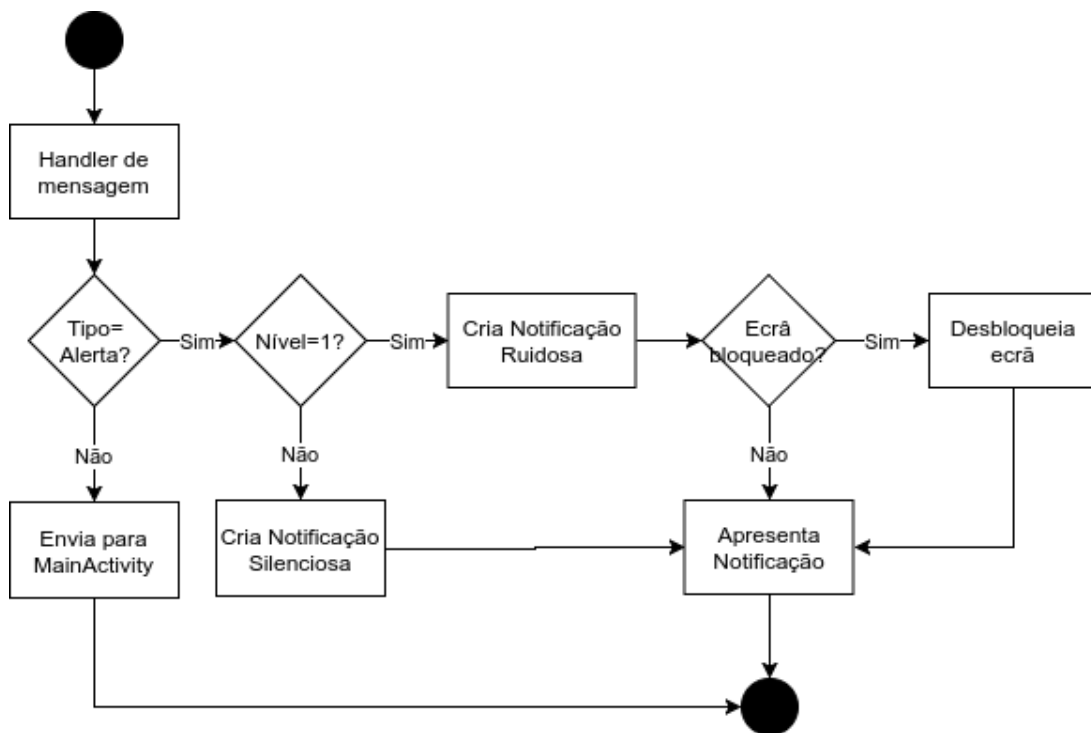 Handler de
mensagem
Tipo=
Alerta?
Sim
Nível=1?
Sim
Cria Notificação
Ruidosa
Ecrâ
bloqueado?
Sim
Desbloqueia
ecrã
Não
Não
Não
Envia para
MainActivity
Cria Notificação
Silenciosa
Apresenta
Notificação